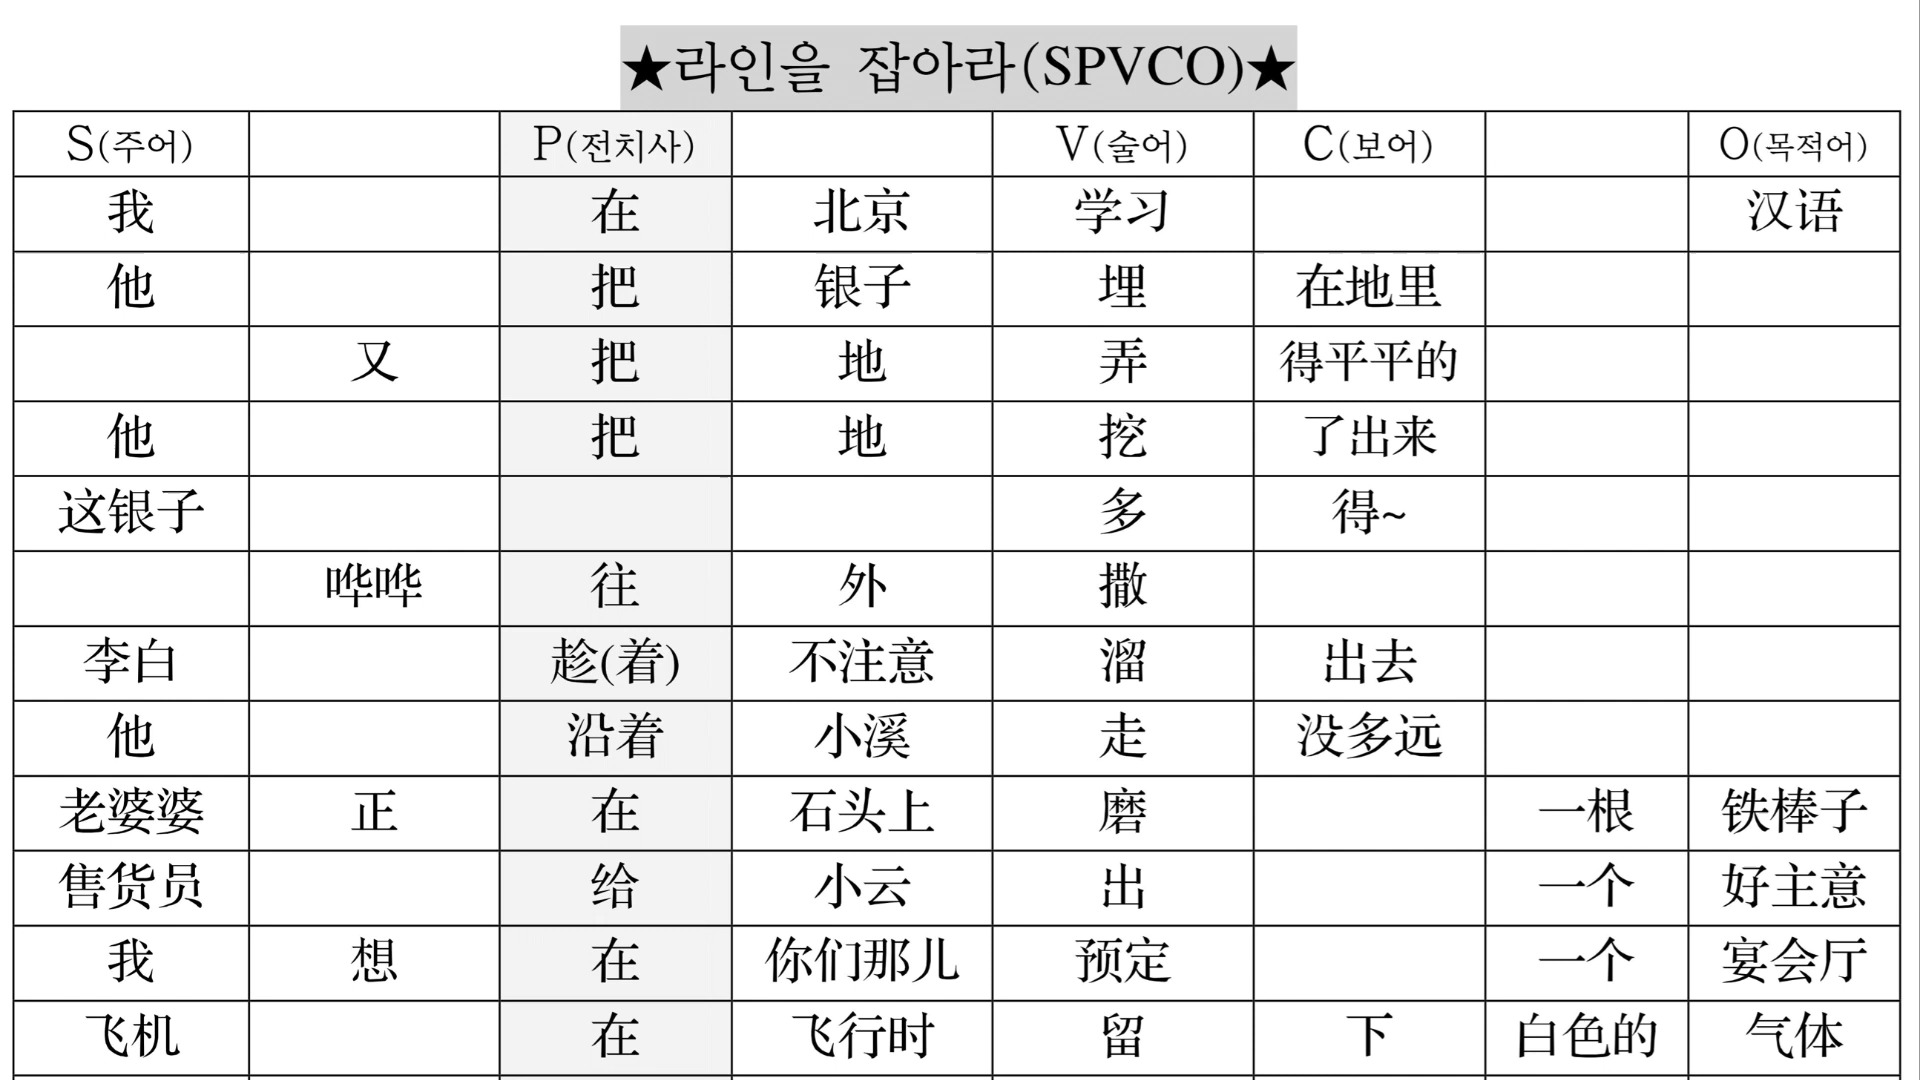 ★라인을 잡아라(SPVCO)★
S(주어) P(전치사) V(술어) C(보어) O(목적어)
我 在 北京 学习 汉语
他 把 银子 埋 在地里
又 把 地 弄 得平平的
他 把 地 挖 了出来
这银子 多 得~
哗哗 往 外 撒
李白 趁(着) 不注意 溜 出去
他 沿着 小溪 走 没多远
老婆婆 正 在 石头上 磨 一根 铁棒子
售货员 给 小云 出 一个 好主意
我 想 在 你们那儿 预定 一个 宴会厅
飞机 在 飞行时 留 下 白色的 气体